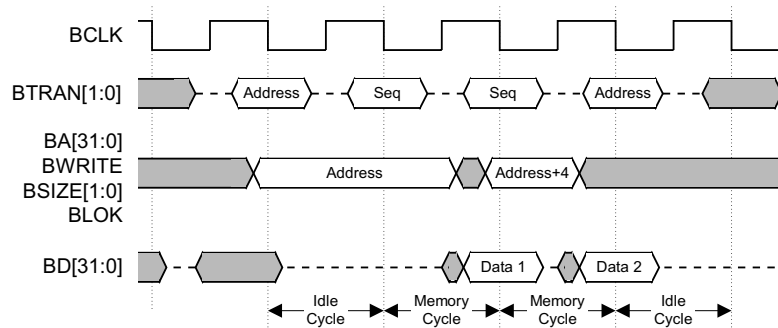 BCLK
BTRAN[1:0]
Address
Seq
Seq
Address
BA[31:0]
BWRITE
BSIZE[1:0]
BLOK
Address
Address+4
BD[31:0]
Data 1
Data 2
Idle
Cycle
Memory
Cycle
Memory
Cycle
Idle
Cycle